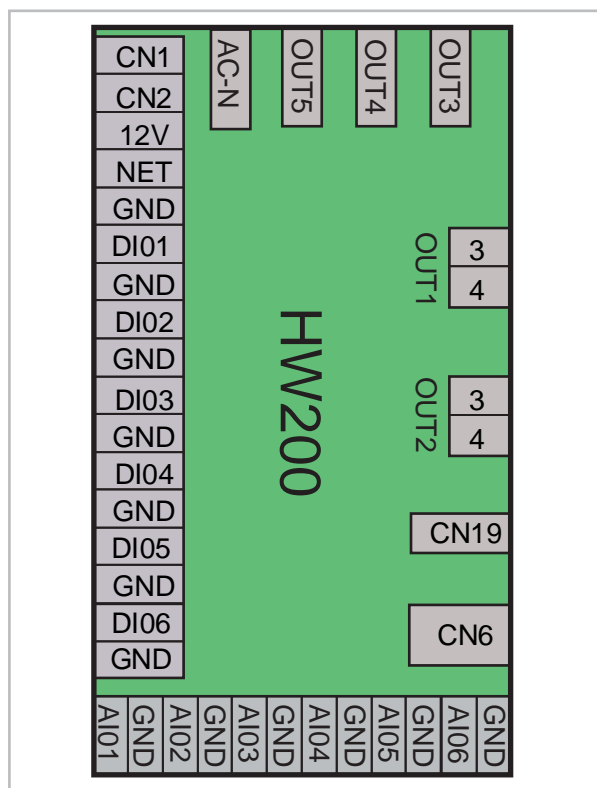 CN1
CN2
12V
NET
GND
DI01
GND
DI02
GND
DI03
GND
DI04
GND
DI05
GND
DI06
GND
AC-N
OUT5
OUT4
OUT3
OUT1
3
4
HW200
OUT2
3
4
CN19
CN6
AI01
GND
AI02
GND
AI03
GND
AI04
GND
AI05
GND
AI06
GND